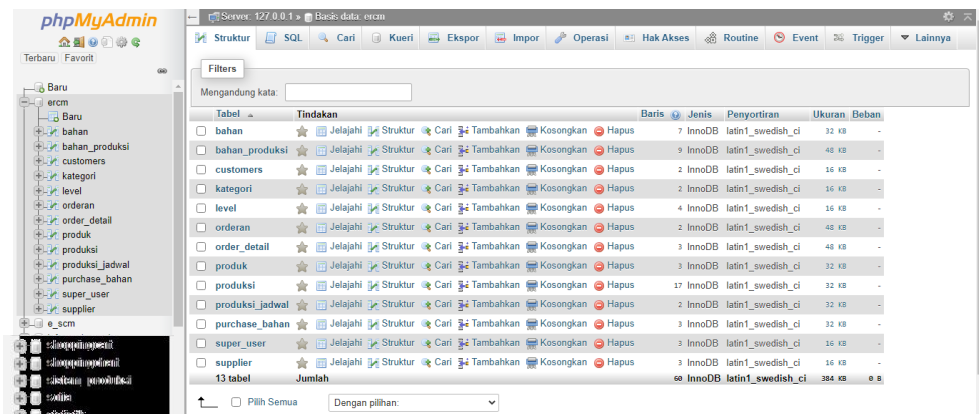 phpMyAdmin
Terbaru Favorit
Baru
ercm
Baru
bahan
bahan_produksi
customers
kategori
level
orderan
order_detail
produk
produksi
produksi_jadwal
purchase_bahan
super_user
supplier
e_scm
Server: 127.0.0.1 » Basis data: ercm
Struktur SQL Cari Kueri Ekspor Impor Operasi Hak Akses Routine Event Trigger Lainnya
Filters
Mengandung kata:
Tabel Tindakan Baris Jenis Penyortiran Ukuran Beban
bahan Jelajahi Struktur Cari Tambahkan Kosongkan Hapus 7 InnoDB latin1_swedish_ci 32 KB -
bahan_produksi Jelajahi Struktur Cari Tambahkan Kosongkan Hapus 9 InnoDB latin1_swedish_ci 48 KB -
customers Jelajahi Struktur Cari Tambahkan Kosongkan Hapus 2 InnoDB latin1_swedish_ci 16 KB -
kategori Jelajahi Struktur Cari Tambahkan Kosongkan Hapus 2 InnoDB latin1_swedish_ci 16 KB -
level Jelajahi Struktur Cari Tambahkan Kosongkan Hapus 4 InnoDB latin1_swedish_ci 16 KB -
orderan Jelajahi Struktur Cari Tambahkan Kosongkan Hapus 2 InnoDB latin1_swedish_ci 48 KB -
order_detail Jelajahi Struktur Cari Tambahkan Kosongkan Hapus 3 InnoDB latin1_swedish_ci 48 KB -
produk Jelajahi Struktur Cari Tambahkan Kosongkan Hapus 3 InnoDB latin1_swedish_ci 32 KB -
produksi Jelajahi Struktur Cari Tambahkan Kosongkan Hapus 17 InnoDB latin1_swedish_ci 32 KB -
produksi_jadwal Jelajahi Struktur Cari Tambahkan Kosongkan Hapus 2 InnoDB latin1_swedish_ci 32 KB -
purchase_bahan Jelajahi Struktur Cari Tambahkan Kosongkan Hapus 3 InnoDB latin1_swedish_ci 32 KB -
super_user Jelajahi Struktur Cari Tambahkan Kosongkan Hapus 3 InnoDB latin1_swedish_ci 16 KB -
supplier Jelajahi Struktur Cari Tambahkan Kosongkan Hapus 3 InnoDB latin1_swedish_ci 16 KB -
13 tabel Jumlah 60 InnoDB latin1_swedish_ci 384 KB 0 B
Pilih Semua Dengan pilihan: